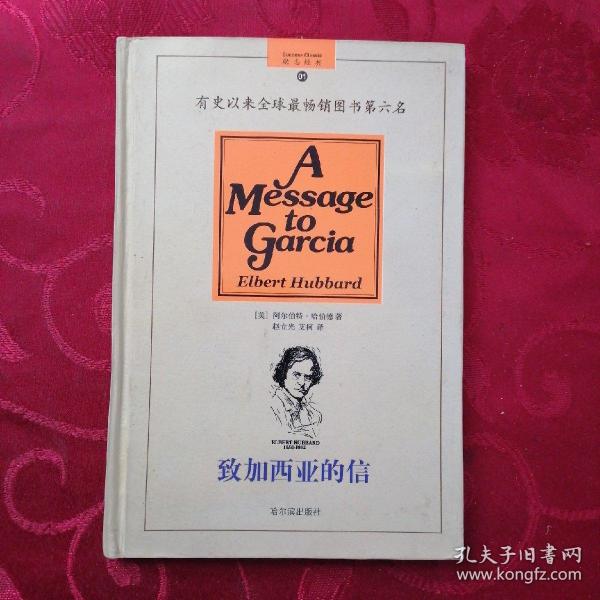 Success Classic
励志经典
01
有史以来全球最畅销图书第六名
A
Message
to
Garcia
Elbert Hubbard
[美] 阿尔伯特·哈伯德 著
赵立光 艾柯 译
致加西亚的信
哈尔滨出版社
孔夫子旧书网
www.kongfz.com